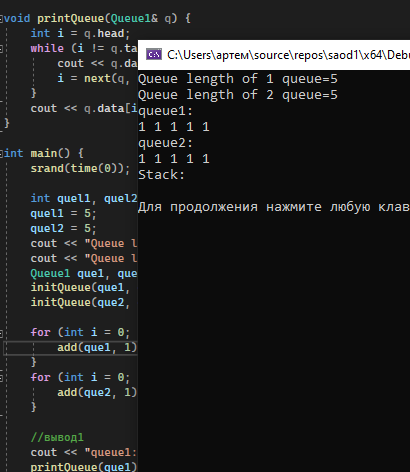 void printQueue(Queue1& q) {
int i = q.head;
while (i != q.ta
cout << q.da
i = next(q,
}
cout << q.data[i
}
int main() {
srand(time(0));
int quel1, quel2
quel1 = 5;
quel2 = 5;
cout << "Queue l
cout << "Queue l
Queue1 que1, que
initQueue(que1,
initQueue(que2,
for (int i = 0;
add(que1, 1)
}
for (int i = 0;
add(que2, 1)
}
//вывод1
cout << "queue1:
printQueue(que1)
C:\Users\артем\source\repos\saod1\x64\Debu
Queue length of 1 queue=5
Queue length of 2 queue=5
queue1:
1 1 1 1 1
queue2:
1 1 1 1 1
Stack:
Для продолжения нажмите любую клав